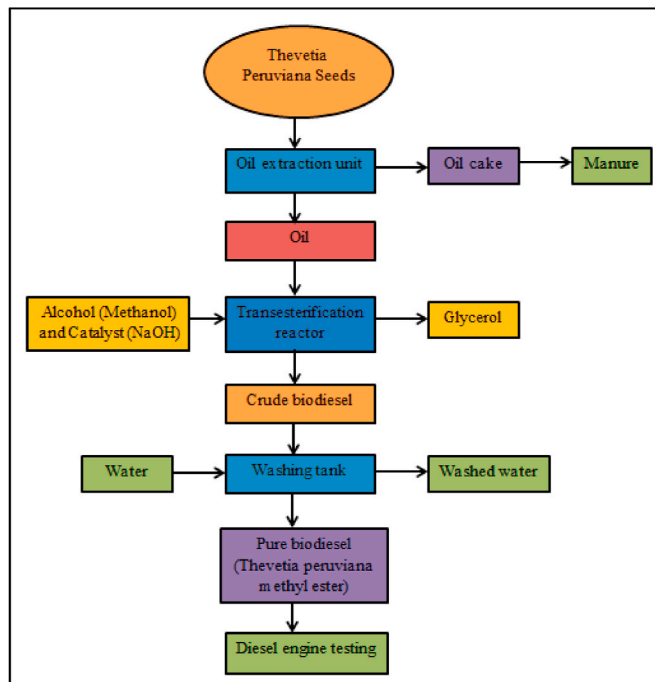 Thevetia
Peruviana Seeds
Oil extraction unit
Oil cake
Manure
Oil
Alcohol (Methanol)
and Catalyst (NaOH)
Transesterification
reactor
Glycerol
Crude biodiesel
Water
Washing tank
Washed water
Pure biodiesel
(Thevetia peruviana
methyl ester)
Diesel engine testing